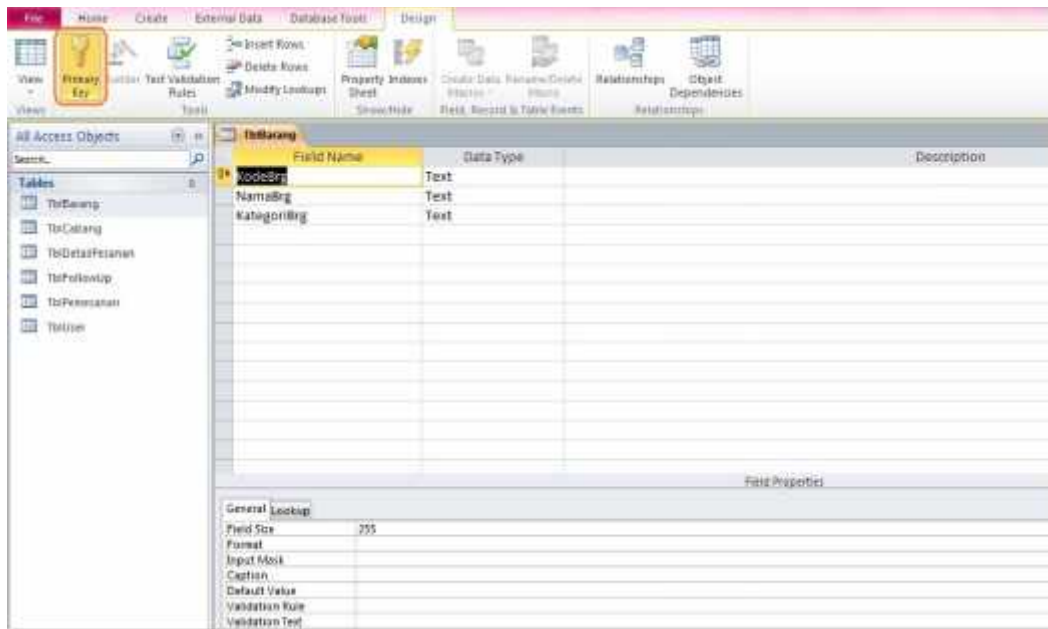 File Home Create External Data Database Tools Design
View Primary Key Test Validation Rules Insert Rows Delete Rows Modify Lookups Property Sheet Indexes Create Data Macros Rename/Delete Macro Relationships Object Dependencies
Views Tools Show/Hide Field, Record & Table Events Relationships
All Access Objects
Search...
Tables
TblBarang
TblCabang
TblDetailPesanan
TblFollowUp
TblPemesanan
TblUser
TblBarang
Field Name Data Type Description
KodeBrg Text
NamaBrg Text
KategoriBrg Text
Field Properties
General Lookup
Field Size 255
Format
Input Mask
Caption
Default Value
Validation Rule
Validation Text